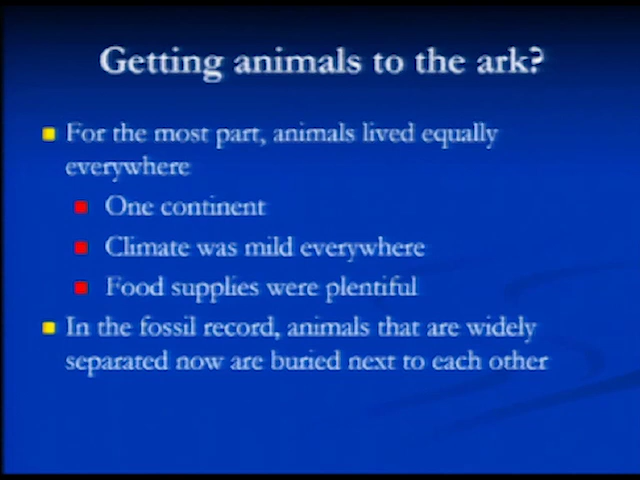 Getting animals to the ark?
For the most part, animals lived equally
everywhere
One continent
Climate was mild everywhere
Food supplies were plentiful
In the fossil record, animals that are widely
separated now are buried next to each other